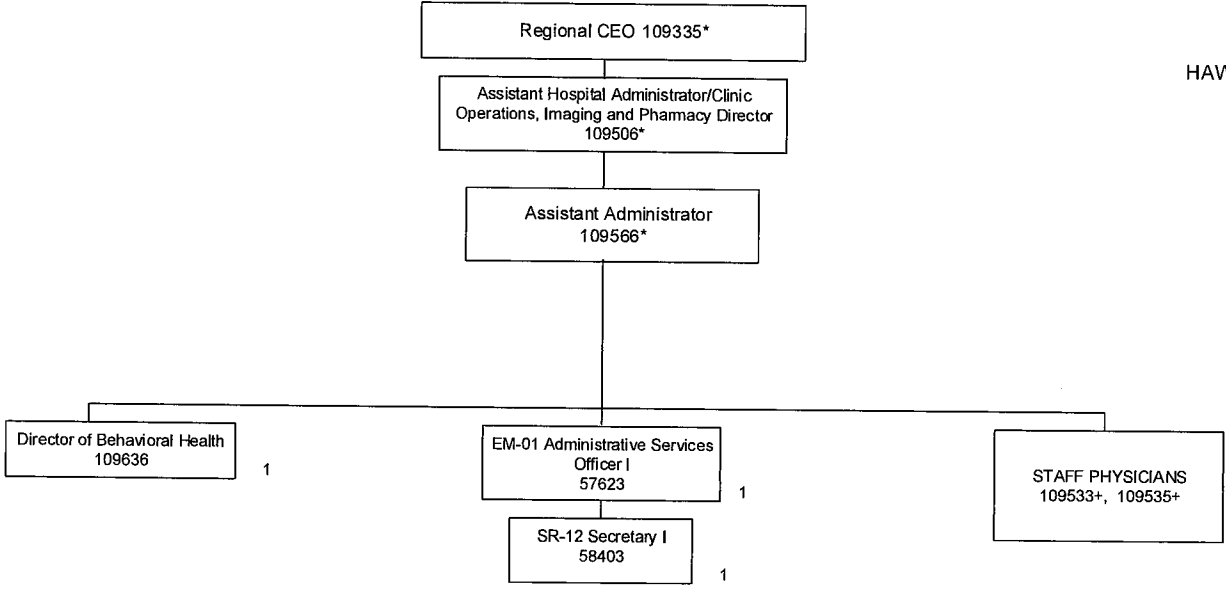 Regional CEO 109335*
HAW
Assistant Hospital Administrator/Clinic
Operations, Imaging and Pharmacy Director
109506*
Assistant Administrator
109566*
Director of Behavioral Health
109636
1
EM-01 Administrative Services
Officer I
57623
1
SR-12 Secretary I
58403
1
STAFF PHYSICIANS
109533+, 109535+